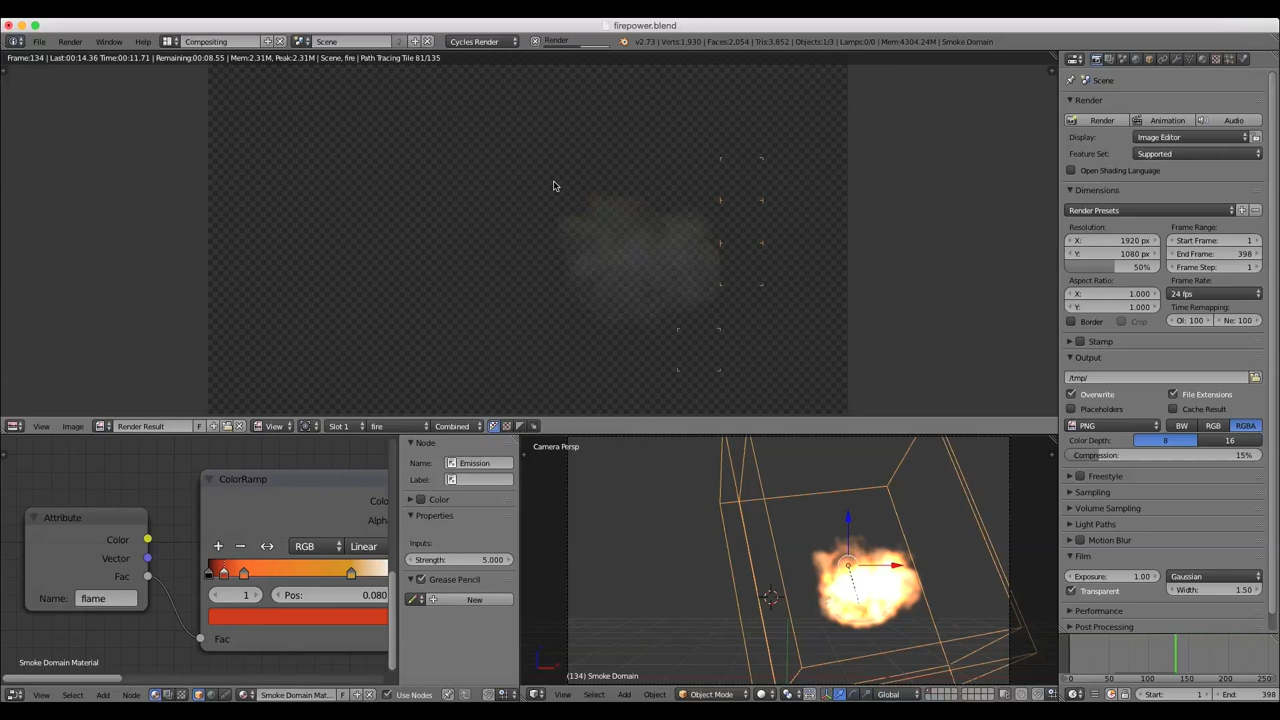 firepower.blend
File Render Window Help Compositing Scene 2 Cycles Render Render v2.73 | Verts:1,930 | Faces:2,054 | Tris:3,852 | Objects:1/3 | Lamps:0/0 | Mem:4304.24M | Smoke Domain
Frame:134 | Last:00:14.36 Time:00:11.71 | Remaining:00:08.55 | Mem:2.31M, Peak:2.31M | Scene, fire | Path Tracing Tile 81/135
Scene
Render
Render Animation Audio
Display: Image Editor
Feature Set: Supported
Open Shading Language
Dimensions
Render Presets
Resolution: Frame Range:
X: 1920 px Start Frame: 1
Y: 1080 px End Frame: 398
50% Frame Step: 1
Aspect Ratio: Frame Rate:
X: 1.000 24 fps
Y: 1.000 Time Remapping:
Border Crop Ol: 100 Ne: 100
Stamp
Output
/tmp/
Overwrite File Extensions
Placeholders Cache Result
PNG BW RGB RGBA
Color Depth: 8 16
Compression: 15%
Freestyle
Sampling
Volume Sampling
Light Paths
Motion Blur
Film
Exposure: 1.00 Gaussian
Transparent Width: 1.50
Performance
Post Processing
View Image Render Result F View Slot 1 fire Combined
Attribute
Color
Vector
Fac
Name: flame
ColorRamp
Colo
Alph
RGB Linear
1 Pos: 0.080
Fac
Smoke Domain Material
Node
Name: Emission
Label:
Color
Properties
Inputs:
Strength: 5.000
Grease Pencil
New
Camera Persp
(134) Smoke Domain
0 50 100 150 200 250
View Select Add Node Smoke Domain Mat... F Use Nodes
View Select Add Object Object Mode Global
Start: 1 End: 398